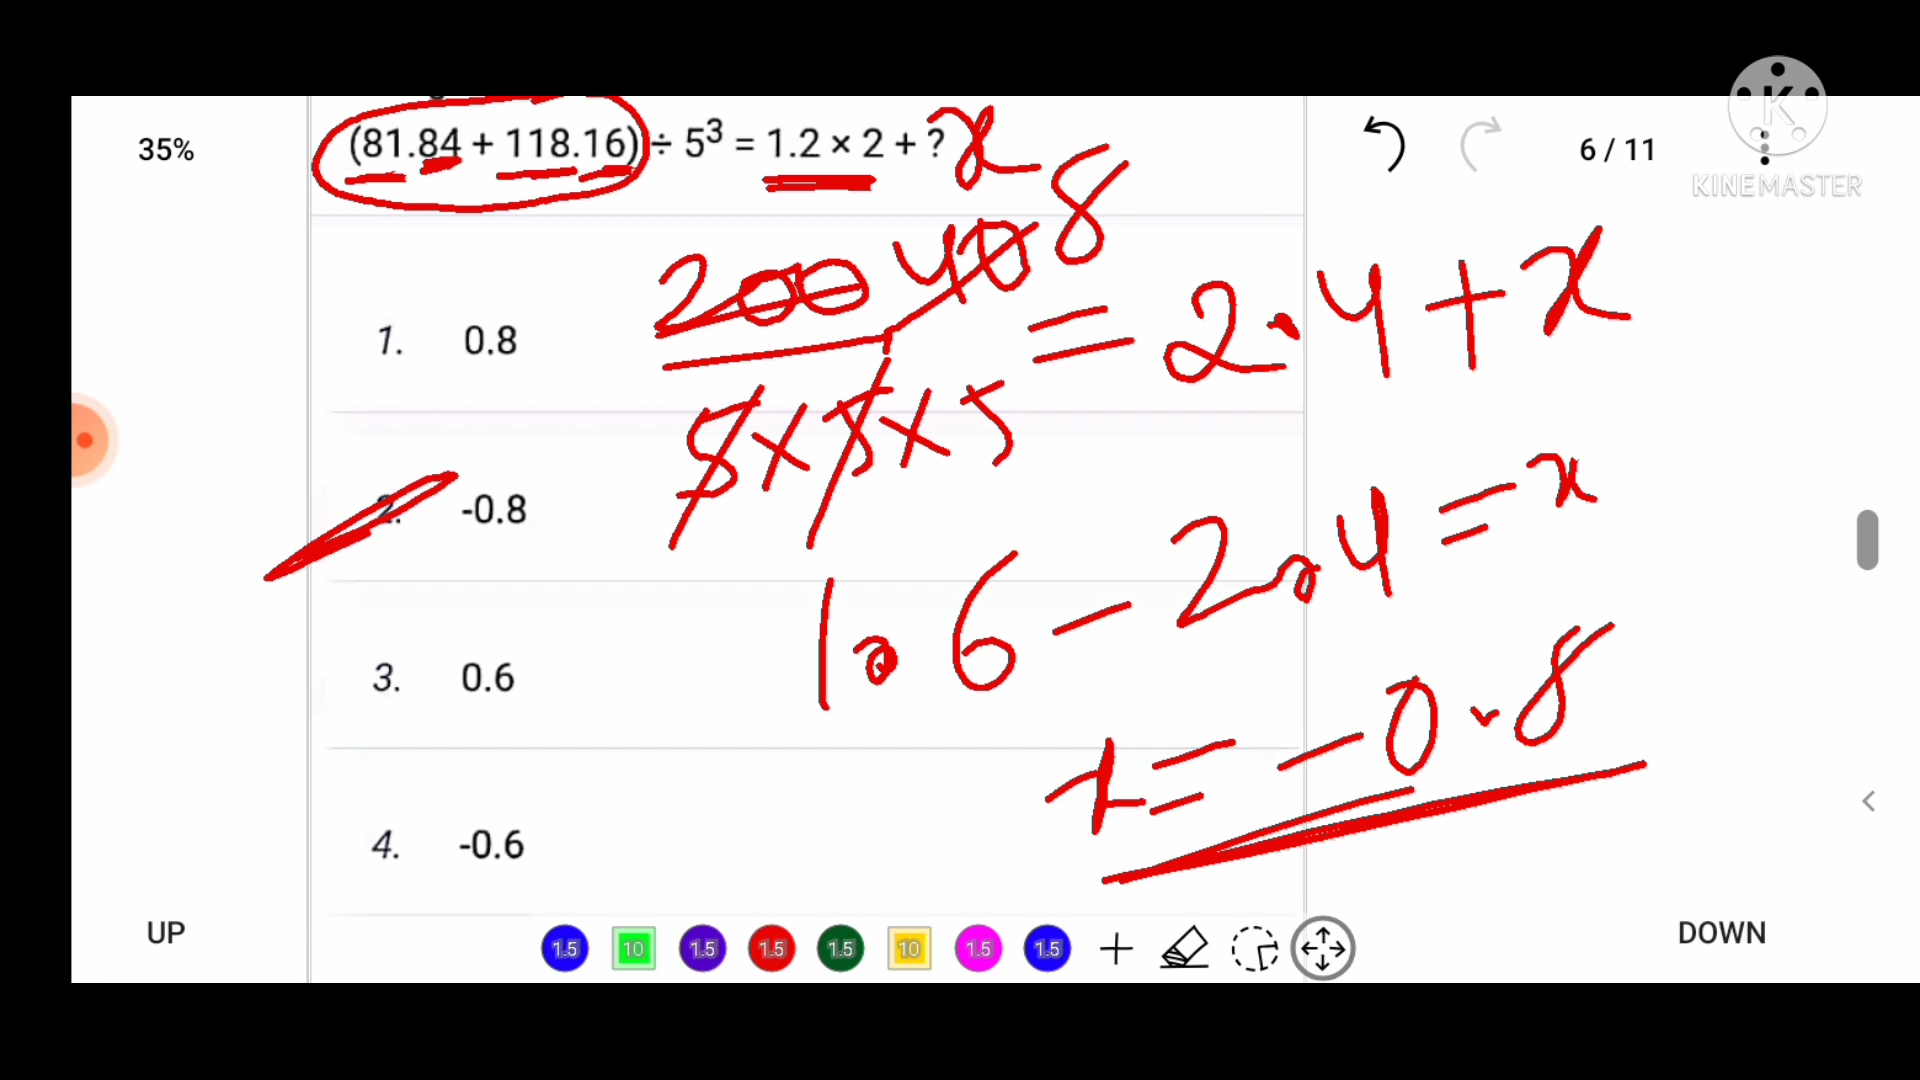 35%
(81.84 + 118.16) ÷ 5³ = 1.2 × 2 + ? x
6 / 11
K
KINEMASTER
200 40 8
= 2.4 + x
5 × 5 × 5
1. 0.8
2. -0.8
1.6 - 2.4 = x
3. 0.6
x = -0.8
4. -0.6
UP
DOWN
1.5 10 1.5 1.5 1.5 10 1.5 1.5